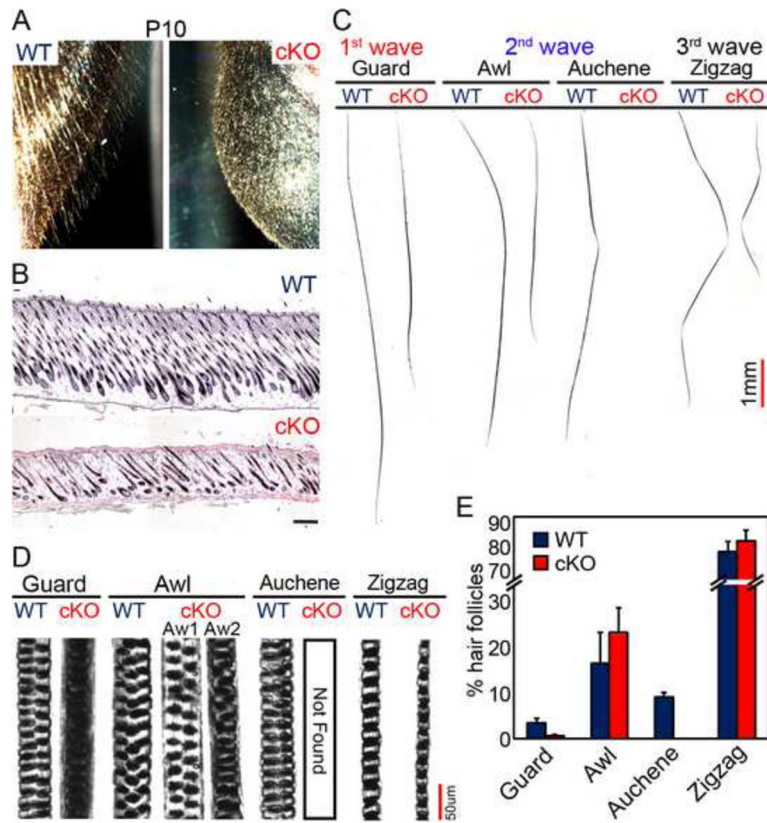 A
P10
WT
cKO
B
WT
cKO
C
1st wave
2nd wave
3rd wave
Guard
Awl
Auchene
Zigzag
WT cKO
WT cKO
WT cKO
WT cKO
1mm
D
Guard
Awl
Auchene
Zigzag
WT cKO
WT cKO
WT cKO
WT cKO
Aw1 Aw2
Not Found
50um
E
90
80
70
30
20
10
0
% hair follicles
WT
cKO
Guard
Awl
Auchene
Zigzag